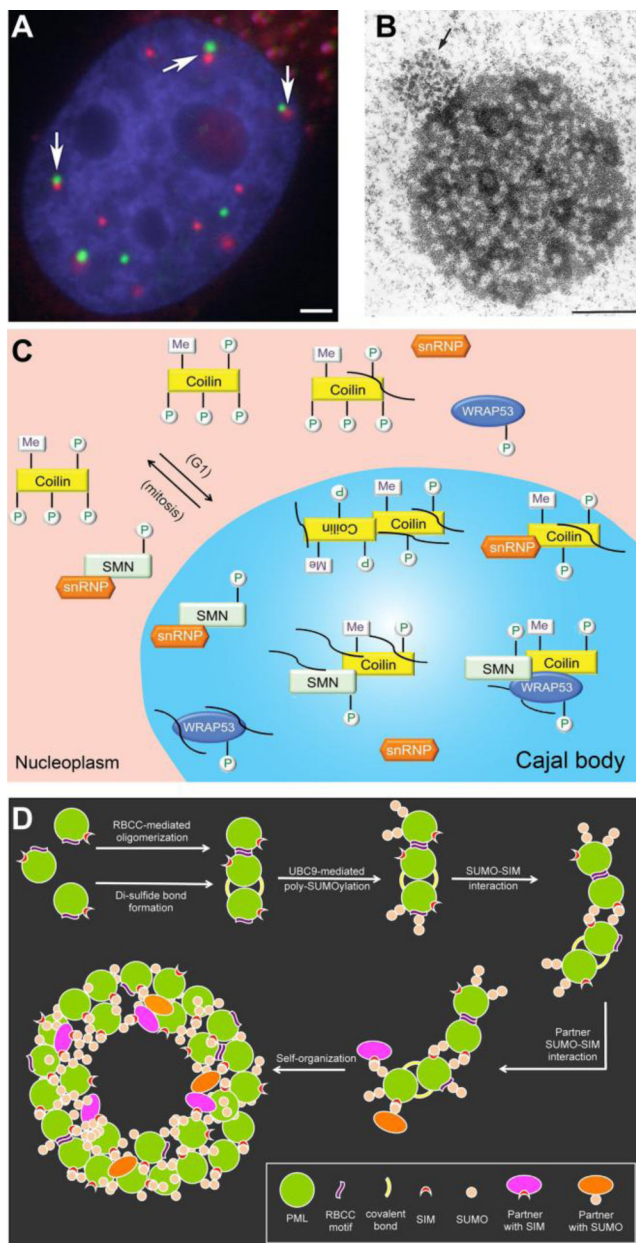 A
B
C
Me
P
Coilin
P
P
P
Me
P
Coilin
P
P
P
snRNP
WRAP53
P
Me
P
Coilin
P
P
P
(G1)
(mitosis)
P
SMN
snRNP
P
P
Coilin
Me
Me
Coilin
P
Me
P
Coilin
snRNP
P
P
SMN
snRNP
Me
P
Coilin
SMN
P
P
Me
P
Coilin
SMN
WRAP53
P
WRAP53
P
snRNP
Nucleoplasm
Cajal body
D
RBCC-mediated
oligomerization
Di-sulfide bond
formation
UBC9-mediated
poly-SUMOylation
SUMO-SIM
interaction
Partner
SUMO-SIM
interaction
Self-organization
PML
RBCC
motif
covalent
bond
SIM
SUMO
Partner
with SIM
Partner
with SUMO